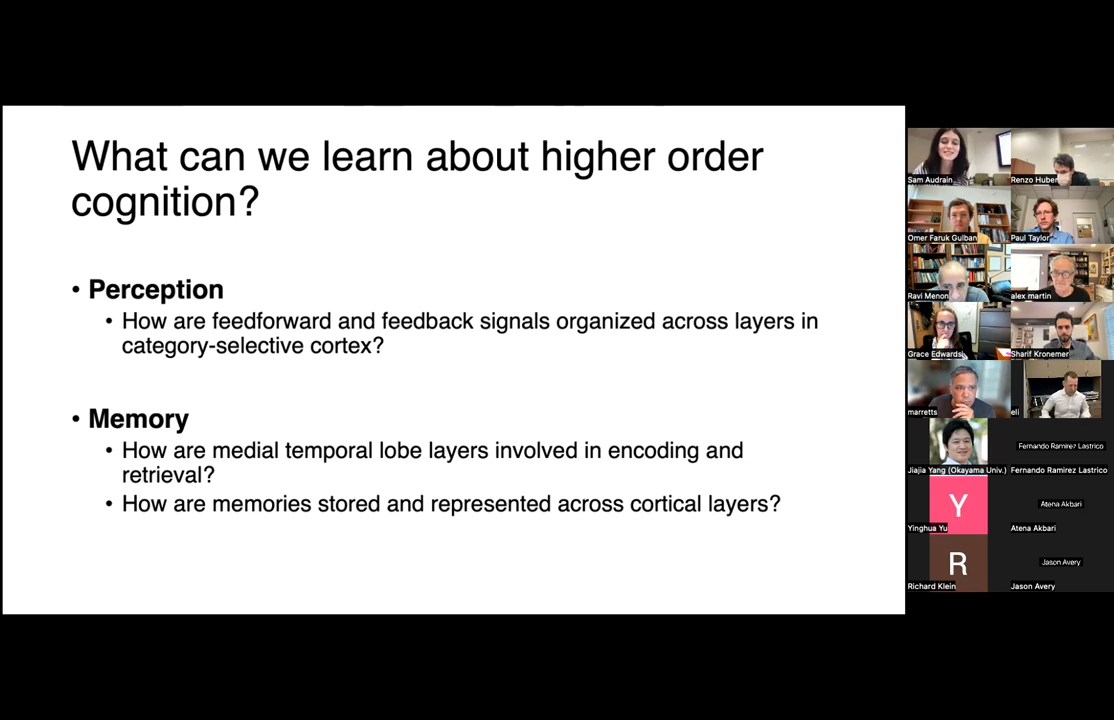 What can we learn about higher order
cognition?
• Perception
• How are feedforward and feedback signals organized across layers in
category-selective cortex?
• Memory
• How are medial temporal lobe layers involved in encoding and
retrieval?
• How are memories stored and represented across cortical layers?
Sam Audrain
Renzo Huber
Omer Faruk Gulban
Paul Taylor
Ravi Menon
alex martin
Grace Edwards
Sharif Kronemer
marretts
eli
Fernando Ramirez Lastrico
Jiajia Yang (Okayama Univ.)
Fernando Ramirez Lastrico
Y
Atena Akbari
Yinghua Yu
Atena Akbari
R
Jason Avery
Richard Klein
Jason Avery